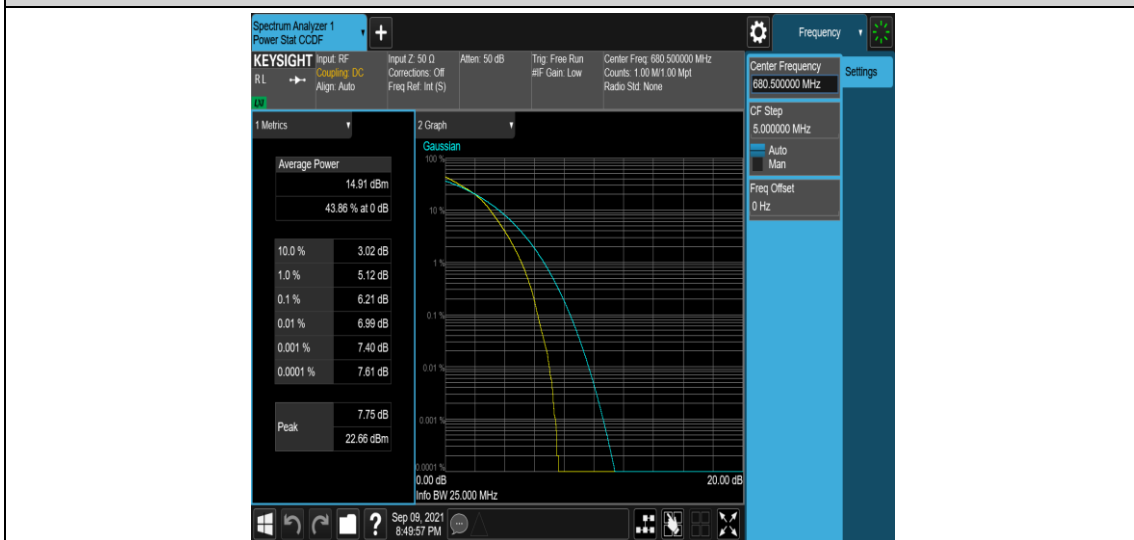 Spectrum Analyzer 1
Power Stat CCDF
+
Frequency
KEYSIGHT
RL
LNI
Input: RF
Coupling: DC
Align: Auto
Input Z: 50 Ω
Corrections: Off
Freq Ref: Int (S)
Atten: 50 dB
Trig: Free Run
#IF Gain: Low
Center Freq: 680.500000 MHz
Counts: 1.00 M/1.00 Mpt
Radio Std: None
Center Frequency
680.500000 MHz
Settings
CF Step
5.000000 MHz
Auto
Man
Freq Offset
0 Hz
1 Metrics
Average Power
14.91 dBm
43.86 % at 0 dB
10.0 % 3.02 dB
1.0 % 5.12 dB
0.1 % 6.21 dB
0.01 % 6.99 dB
0.001 % 7.40 dB
0.0001 % 7.61 dB
Peak
7.75 dB
22.66 dBm
2 Graph
Gaussian
100 %
10 %
1 %
0.1 %
0.01 %
0.001 %
0.0001 %
0.00 dB 20.00 dB
Info BW 25.000 MHz
?
Sep 09, 2021
8:49:57 PM